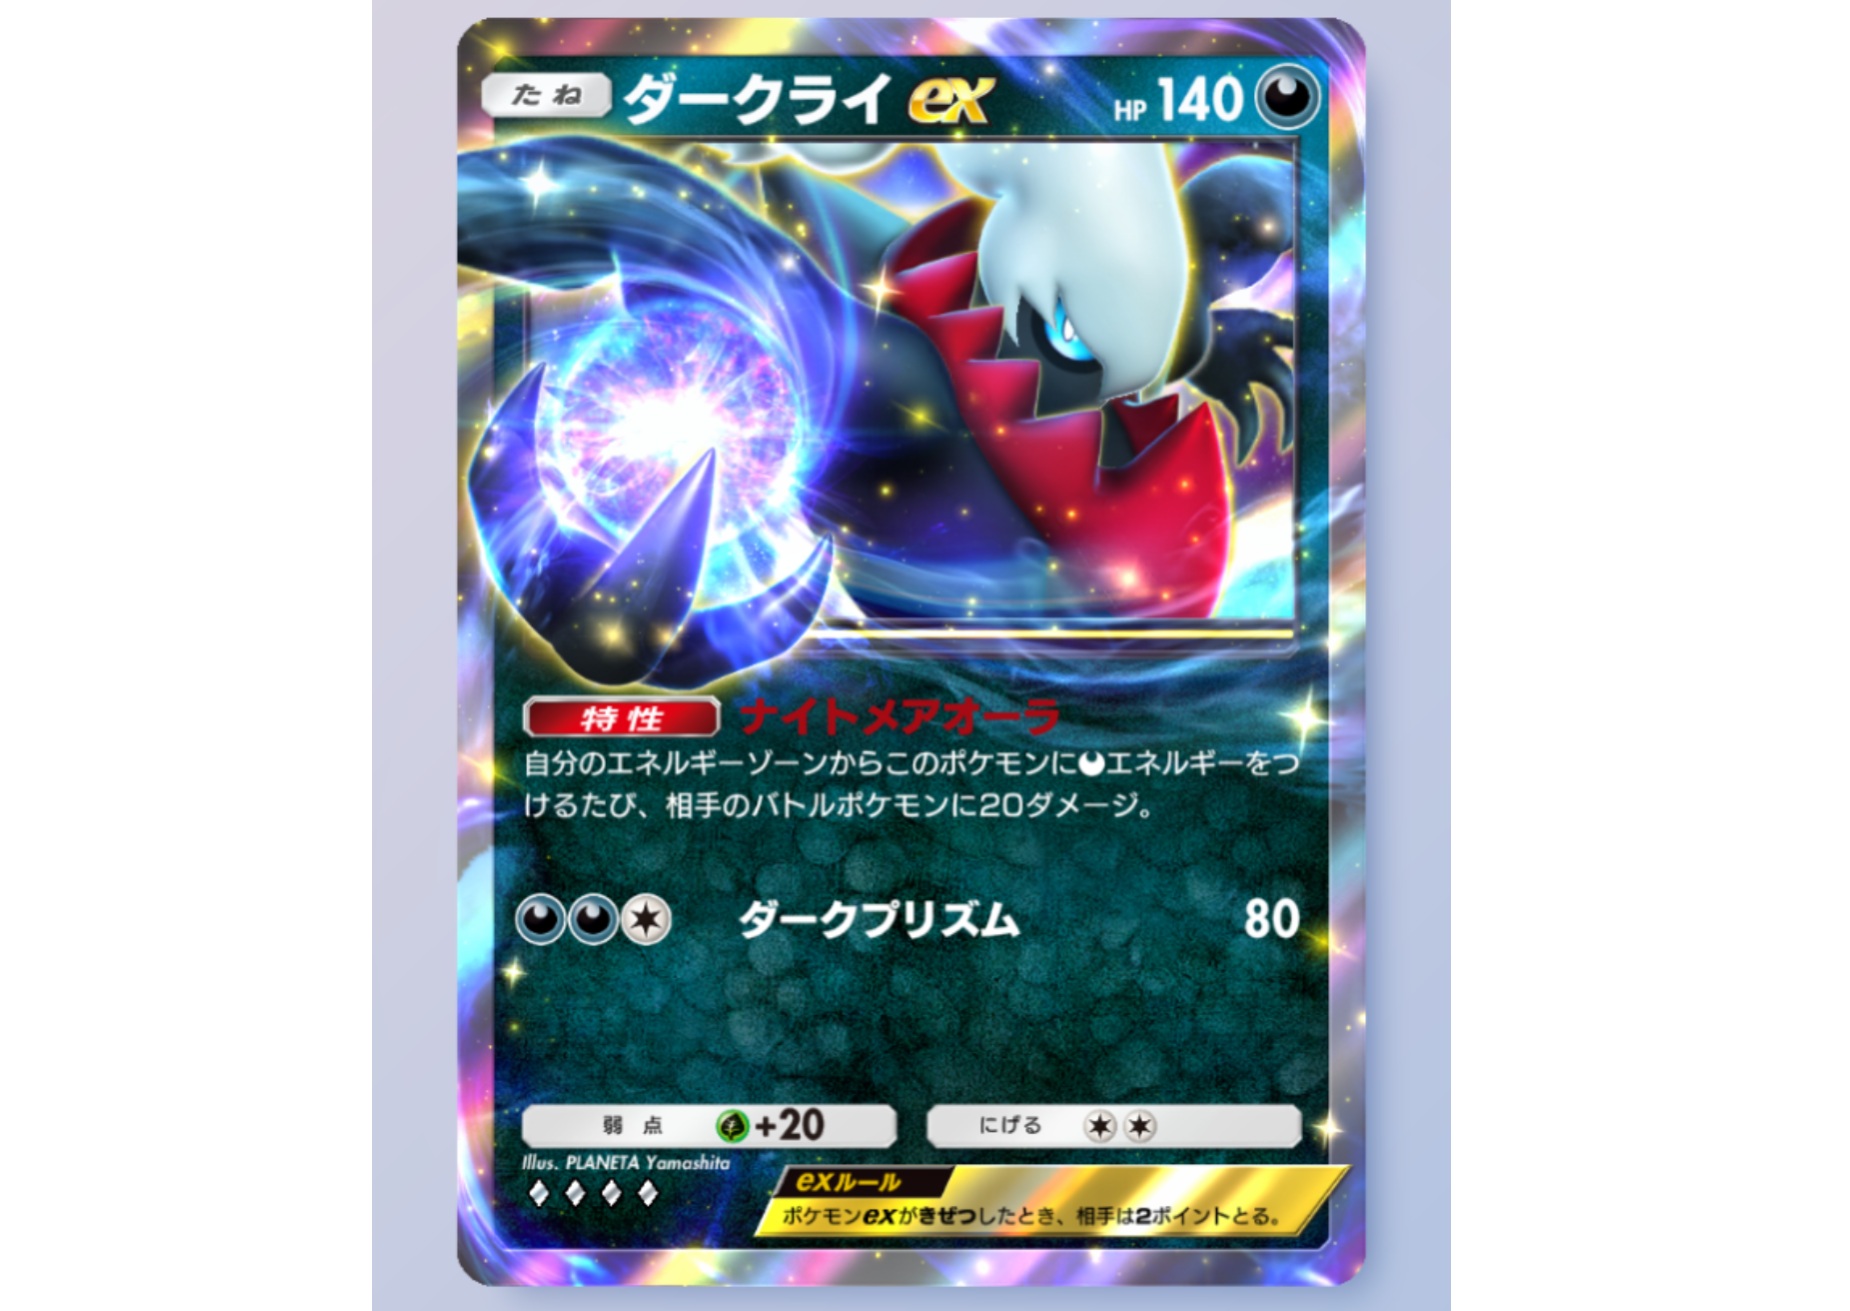 たね ダークライex HP 140
特性 ナイトメアオーラ
自分のエネルギーゾーンからこのポケモンにエネルギーをつ
けるたび、相手のバトルポケモンに20ダメージ。
ダークプリズム 80
弱点 +20 にげる
Illus. PLANETA Yamashita
exルール
ポケモンexがきぜつしたとき、相手は2ポイントとる。